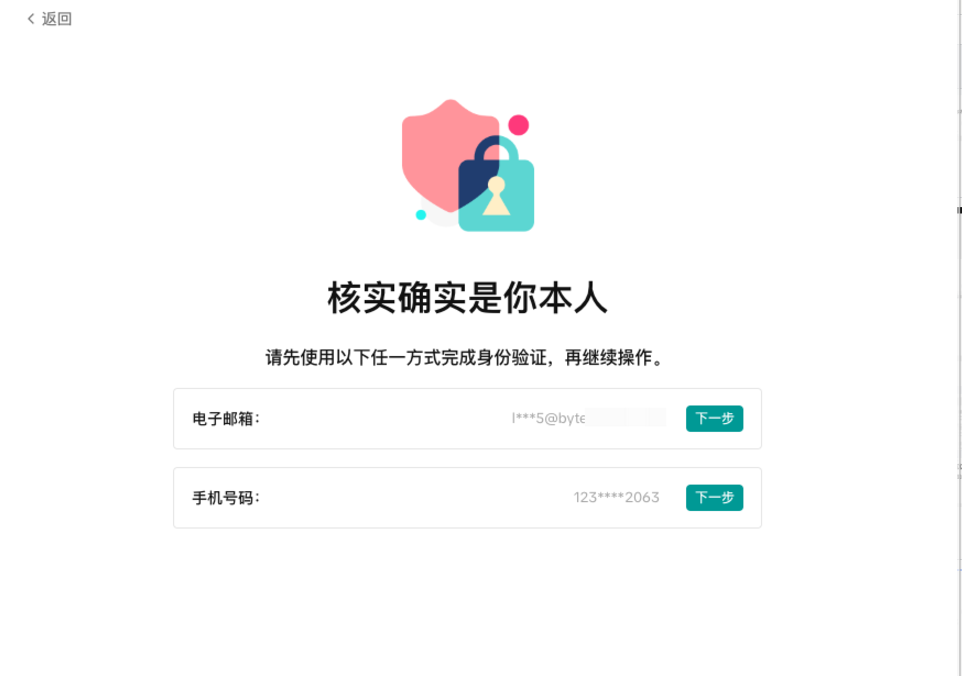 返回
核实确实是你本人
请先使用以下任一方式完成身份验证，再继续操作。
电子邮箱： l***5@byte 下一步
手机号码： 123****2063 下一步